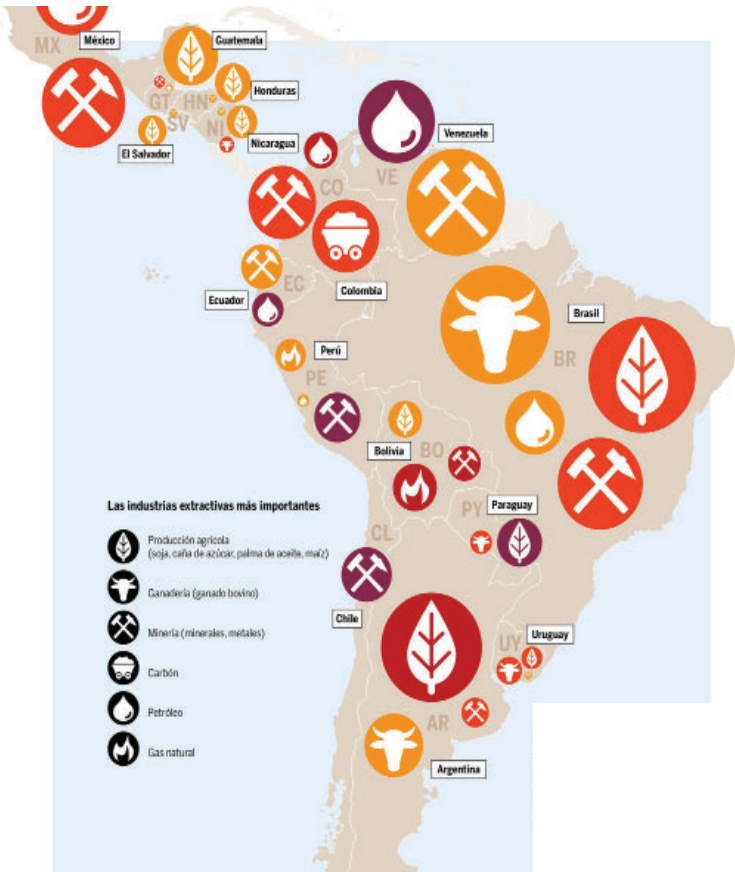 MX
México
Guatemala
Honduras
GT
HN
SV
NI
El Salvador
Nicaragua
Venezuela
VE
CO
EC
Colombia
Ecuador
Brasil
Perú
BR
PE
Bolivia
BO
Las industrias extractivas más importantes
PY
Paraguay
CL
Producción agrícola
(soja, caña de azúcar, palma de aceite, maíz)
Ganadería (ganado bovino)
Chile
Minería (minerales, metales)
UY
Uruguay
Carbón
Petróleo
AR
Gas natural
Argentina